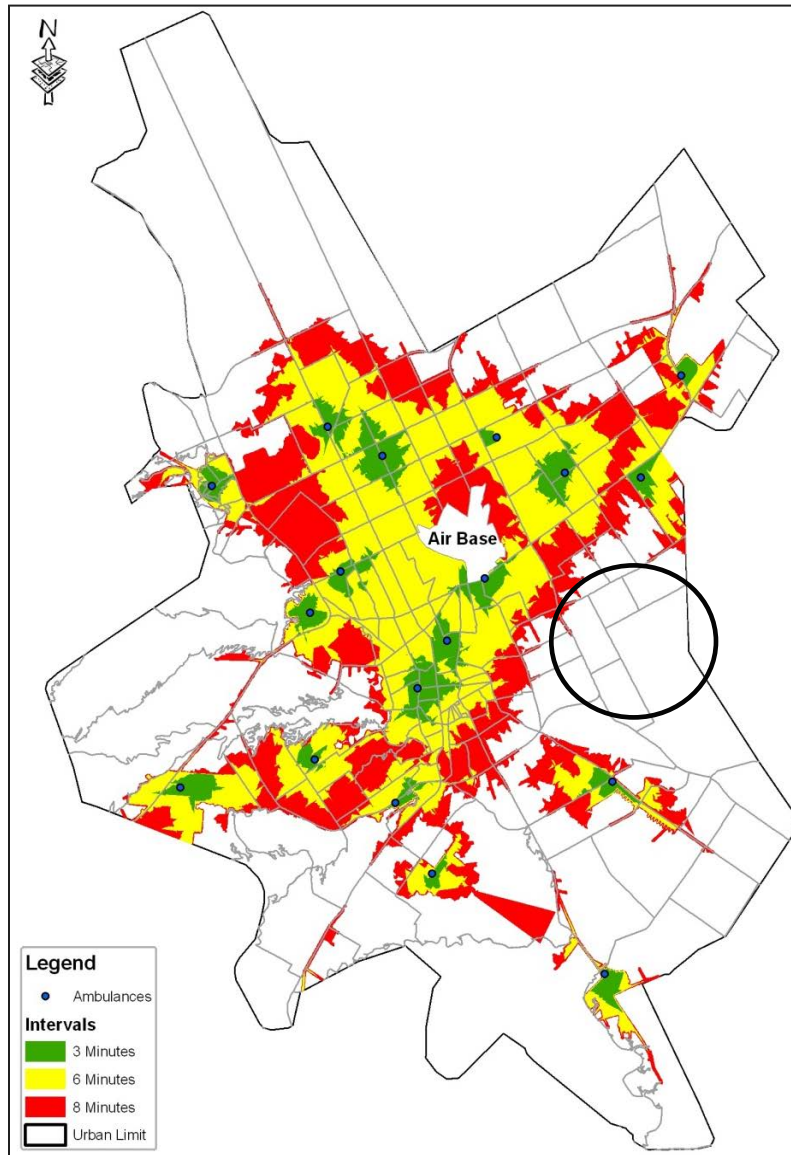 N
Air Base
Legend
Ambulances
Intervals
3 Minutes
6 Minutes
8 Minutes
Urban Limit